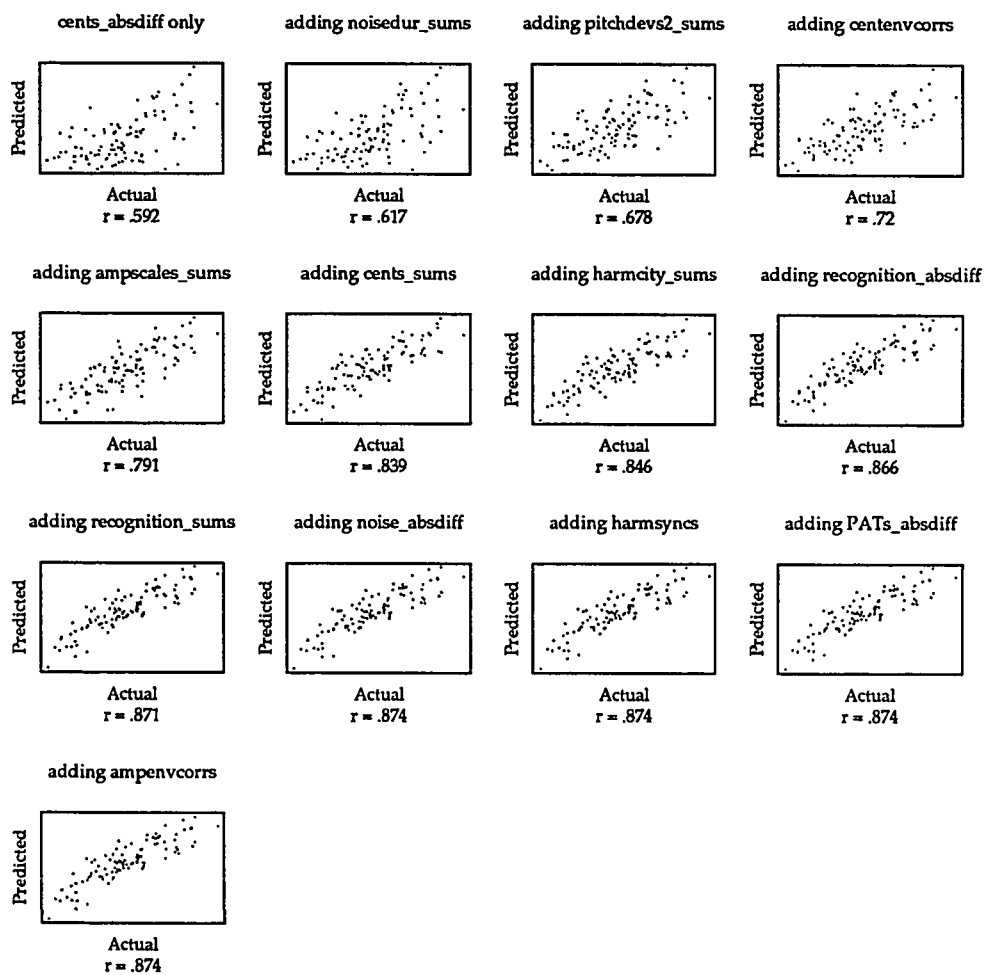 cents_absdiff only
Predicted
Actual
r = .592
adding noisedur_sums
Predicted
Actual
r = .617
adding pitchdevs2_sums
Predicted
Actual
r = .678
adding centenvcorrs
Predicted
Actual
r = .72
adding ampscales_sums
Predicted
Actual
r = .791
adding cents_sums
Predicted
Actual
r = .839
adding harmcity_sums
Predicted
Actual
r = .846
adding recognition_absdiff
Predicted
Actual
r = .866
adding recognition_sums
Predicted
Actual
r = .871
adding noise_absdiff
Predicted
Actual
r = .874
adding harmsyncs
Predicted
Actual
r = .874
adding PATs_absdiff
Predicted
Actual
r = .874
adding ampenvcorrs
Predicted
Actual
r = .874